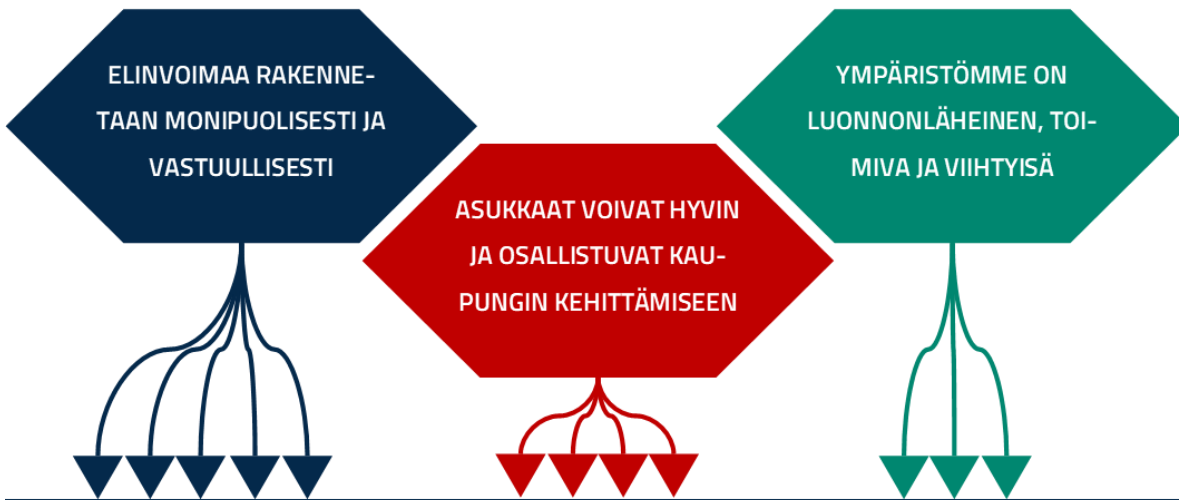 ELINVOIMAA RAKENNE-
TAAN MONIPUOLISESTI JA
VASTUULLISESTI
ASUKKAAT VOIVAT HYVIN
JA OSALLISTUVAT KAU-
PUNGIN KEHITTÄMISEEN
YMPÄRISTÖMME ON
LUONNONLÄHEINEN, TOI-
MIVA JA VIIHTYISÄ